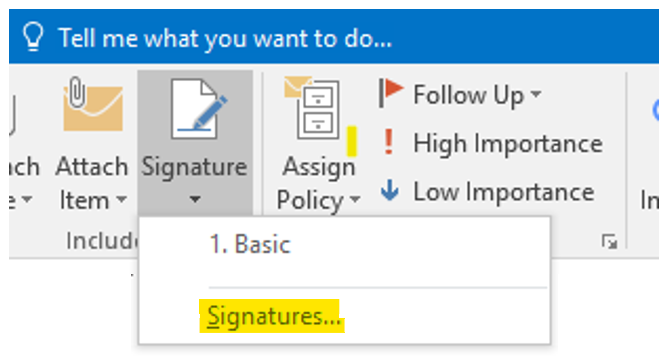 Tell me what you want to do...
Attach
Item
Signature
Assign
Policy
Follow Up
High Importance
Low Importance
1. Basic
Signatures...